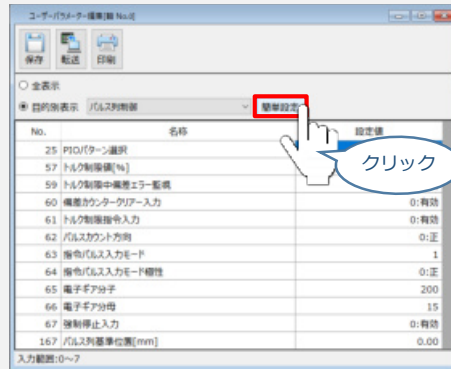 ユーザーパラメーター編集[軸 No.0]
保存 転送 印刷
全表示
目的別表示 パルス列制御 簡単設定
No. 名称 設定値
25 PIOパターン選択
57 トルク制限値[%]
59 トルク制限中偏差エラー監視
60 偏差カウンタークリアー入力 0:有効
61 トルク制限指令入力 0:有効
62 パルスカウント方向 0:正
63 指令パルス入力モード 1
64 指令パルス入力モード極性 0:正
65 電子ギア分子 200
66 電子ギア分母 15
67 強制停止入力 0:有効
167 パルス列基準位置[mm] 0.00
入力範囲:0~7
クリック